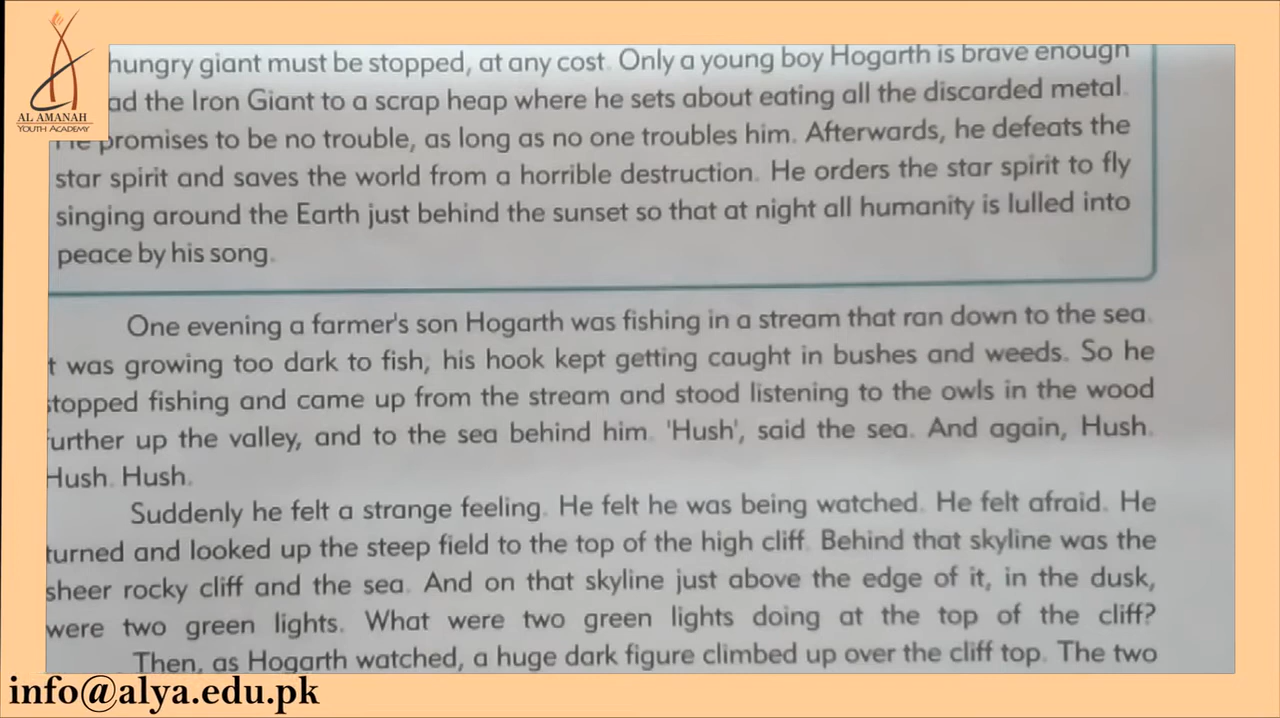 AL AMANAH
YOUTH ACADEMY
hungry giant must be stopped, at any cost. Only a young boy Hogarth is brave enough
ad the Iron Giant to a scrap heap where he sets about eating all the discarded metal.
He promises to be no trouble, as long as no one troubles him. Afterwards, he defeats the
star spirit and saves the world from a horrible destruction. He orders the star spirit to fly
singing around the Earth just behind the sunset so that at night all humanity is lulled into
peace by his song.
One evening a farmer's son Hogarth was fishing in a stream that ran down to the sea.
t was growing too dark to fish, his hook kept getting caught in bushes and weeds. So he
stopped fishing and came up from the stream and stood listening to the owls in the wood
further up the valley, and to the sea behind him. 'Hush', said the sea. And again, Hush.
Hush. Hush.
Suddenly he felt a strange feeling. He felt he was being watched. He felt afraid. He
turned and looked up the steep field to the top of the high cliff. Behind that skyline was the
sheer rocky cliff and the sea. And on that skyline just above the edge of it, in the dusk,
were two green lights. What were two green lights doing at the top of the cliff?
Then, as Hogarth watched, a huge dark figure climbed up over the cliff top. The two
info@alya.edu.pk